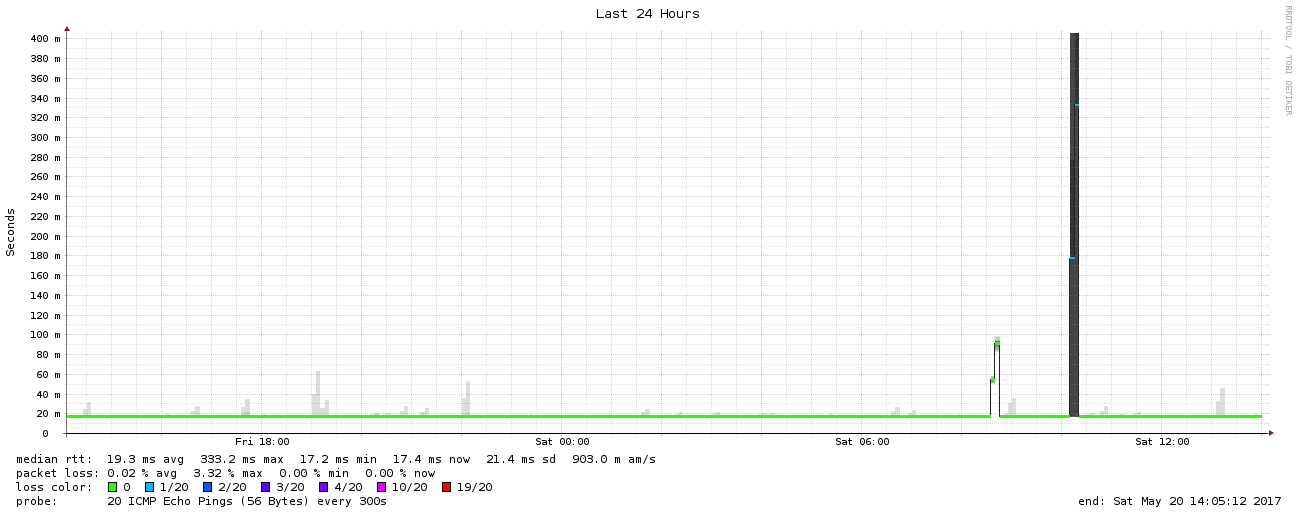 Last 24 Hours
RRDTOOL / TOBI OETIKER
400 m
380 m
360 m
340 m
320 m
300 m
280 m
260 m
240 m
220 m
200 m
180 m
160 m
140 m
120 m
100 m
80 m
60 m
40 m
20 m
0
Seconds
Fri 18:00 Sat 00:00 Sat 06:00 Sat 12:00
median rtt: 19.3 ms avg 333.2 ms max 17.2 ms min 17.4 ms now 21.4 ms sd 903.0 m am/s
packet loss: 0.02 % avg 3.32 % max 0.00 % min 0.00 % now
loss color: 0 1/20 2/20 3/20 4/20 10/20 19/20
probe: 20 ICMP Echo Pings (56 Bytes) every 300s end: Sat May 20 14:05:12 2017